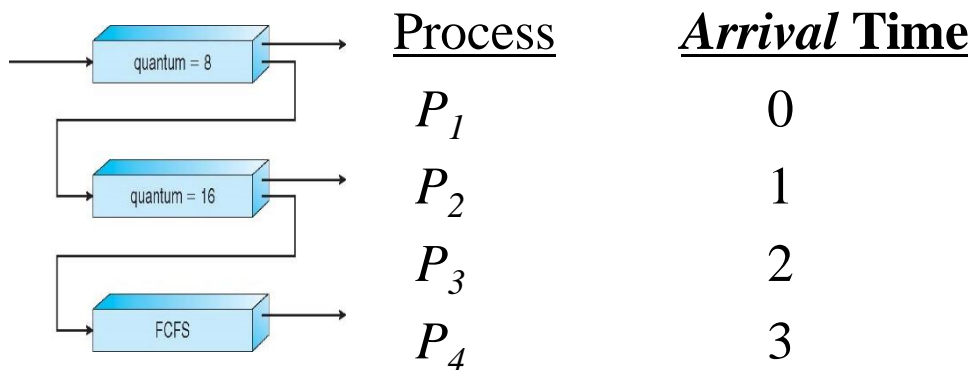 quantum = 8
quantum = 16
FCFS
Process Arrival Time
P1 0
P2 1
P3 2
P4 3